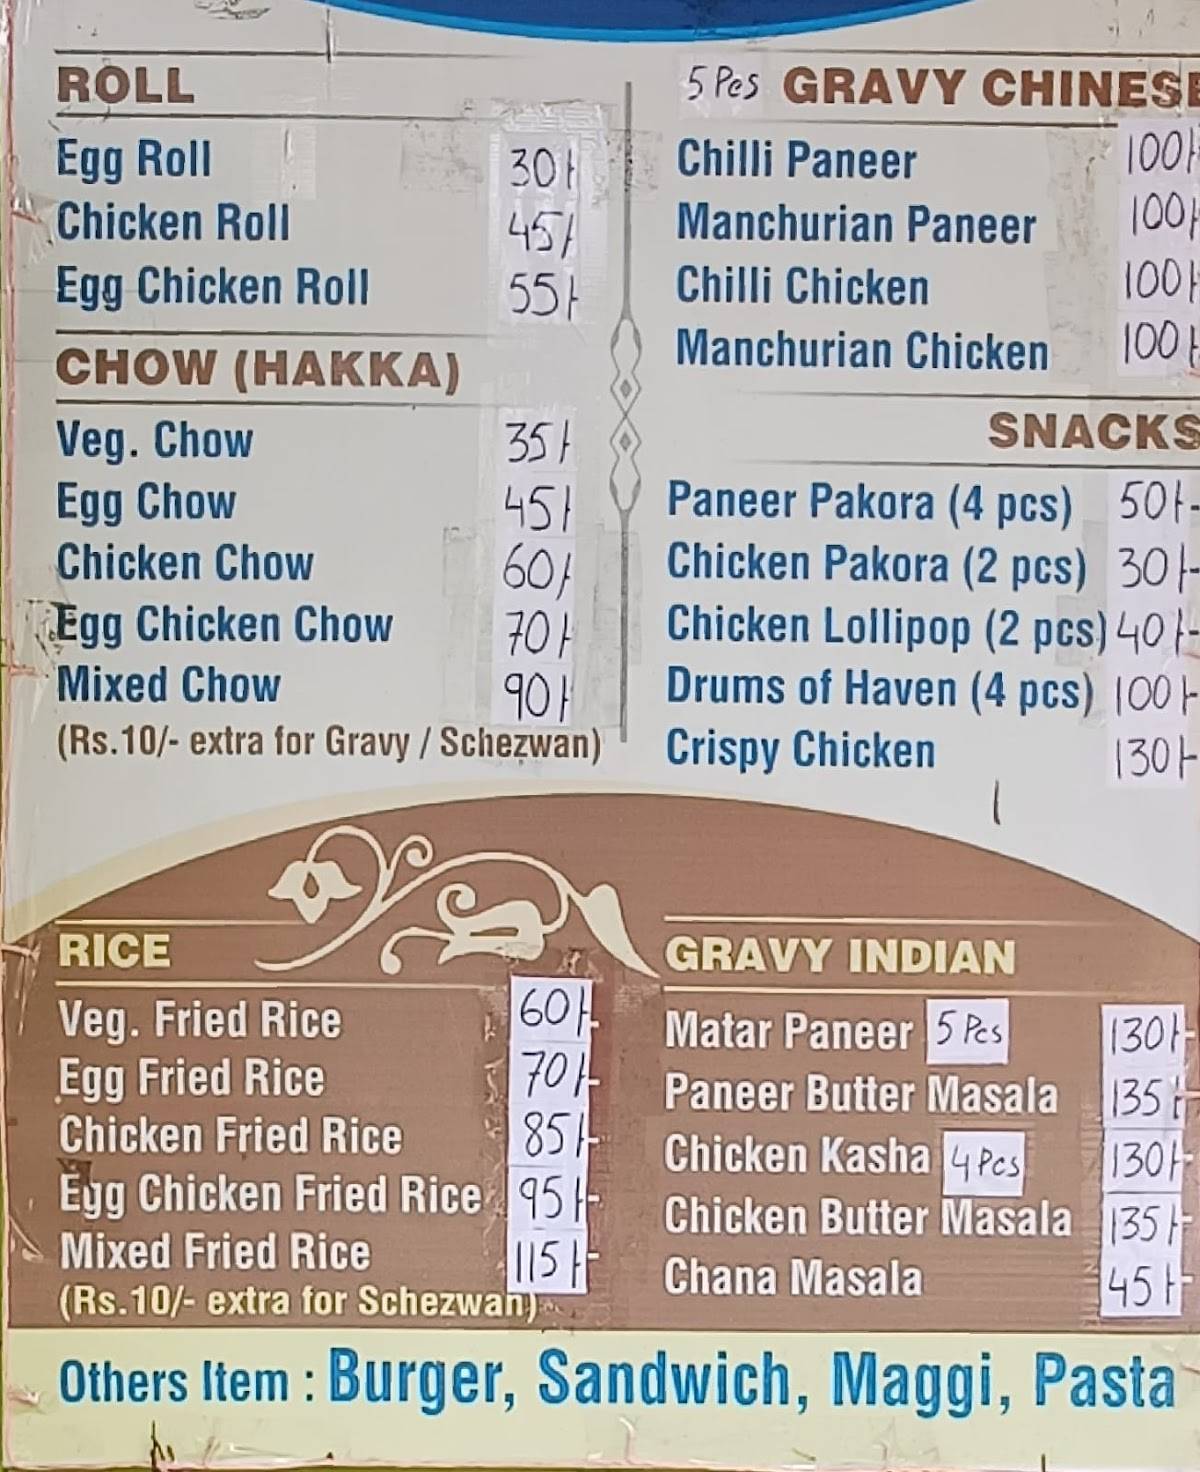 ROLL
Egg Roll 30/-
Chicken Roll 45/-
Egg Chicken Roll 55/-
CHOW (HAKKA)
Veg. Chow 35/-
Egg Chow 45/-
Chicken Chow 60/-
Egg Chicken Chow 70/-
Mixed Chow 90/-
(Rs.10/- extra for Gravy / Schezwan)
5 Pcs GRAVY CHINESE
Chilli Paneer 100/-
Manchurian Paneer 100/-
Chilli Chicken 100/-
Manchurian Chicken 100/-
SNACKS
Paneer Pakora (4 pcs) 50/-
Chicken Pakora (2 pcs) 30/-
Chicken Lollipop (2 pcs) 40/-
Drums of Haven (4 pcs) 100/-
Crispy Chicken 130/-
RICE
Veg. Fried Rice 60/-
Egg Fried Rice 70/-
Chicken Fried Rice 85/-
Egg Chicken Fried Rice 95/-
Mixed Fried Rice 115/-
(Rs.10/- extra for Schezwan)
GRAVY INDIAN
Matar Paneer 5 Pcs 130/-
Paneer Butter Masala 135/-
Chicken Kasha 4 Pcs 130/-
Chicken Butter Masala 135/-
Chana Masala 45/-
Others Item : Burger, Sandwich, Maggi, Pasta